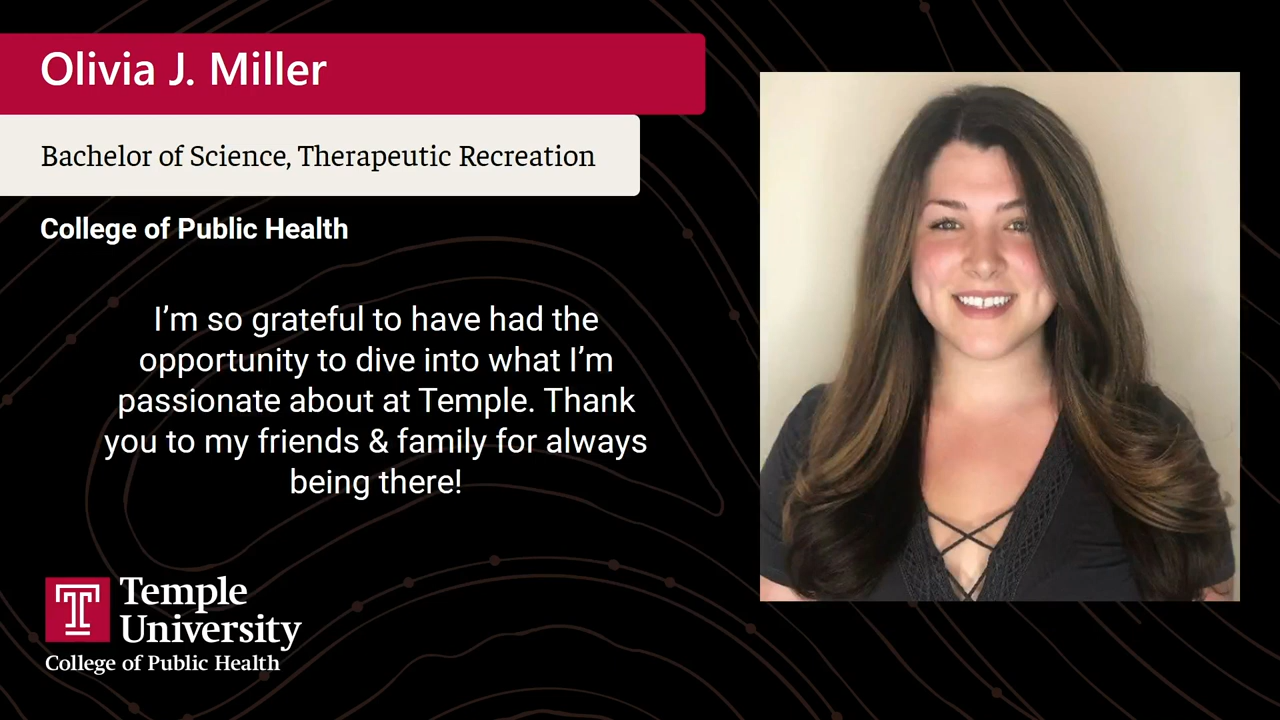 Olivia J. Miller
Bachelor of Science, Therapeutic Recreation
College of Public Health
I’m so grateful to have had the
opportunity to dive into what I’m
passionate about at Temple. Thank
you to my friends & family for always
being there!
T
Temple
University
College of Public Health